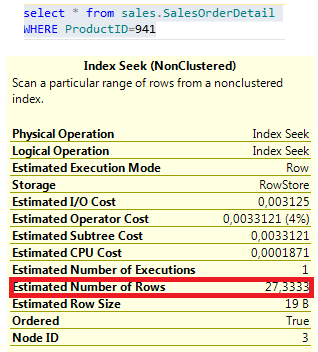 select * from sales.SalesOrderDetail
WHERE ProductID=941
Index Seek (NonClustered)
Scan a particular range of rows from a nonclustered
index.
Physical Operation Index Seek
Logical Operation Index Seek
Estimated Execution Mode Row
Storage RowStore
Estimated I/O Cost 0,003125
Estimated Operator Cost 0,0033121 (4%)
Estimated Subtree Cost 0,0033121
Estimated CPU Cost 0,0001871
Estimated Number of Executions 1
Estimated Number of Rows 27,3333
Estimated Row Size 19 B
Ordered True
Node ID 3